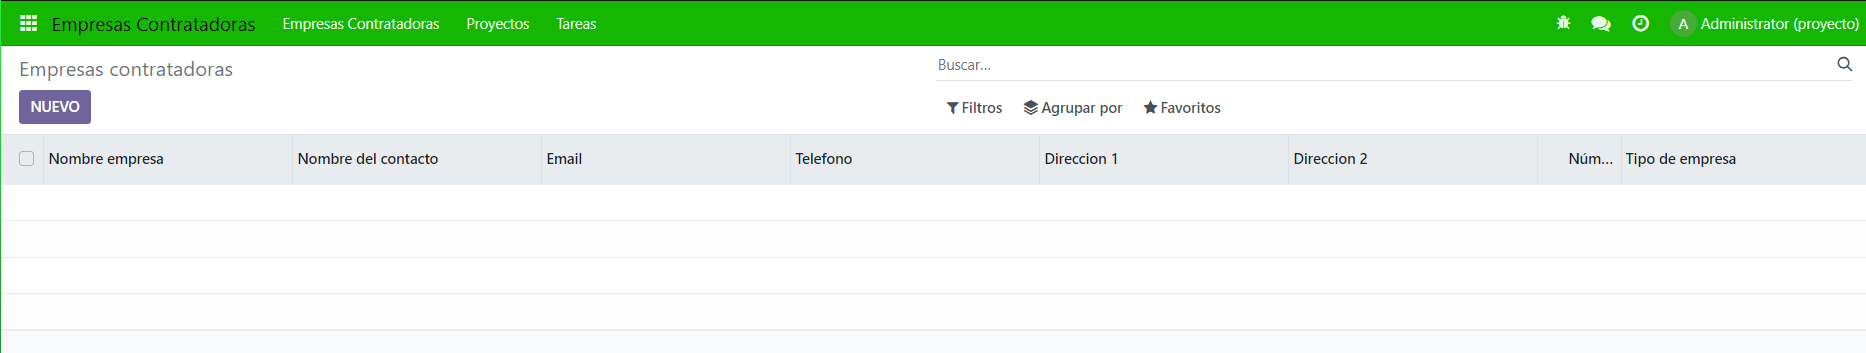 Empresas Contratadoras Empresas Contratadoras Proyectos Tareas A Administrator (proyecto)
Empresas contratadoras Buscar...
NUEVO Filtros Agrupar por Favoritos
Nombre empresa Nombre del contacto Email Telefono Direccion 1 Direccion 2 Núm... Tipo de empresa